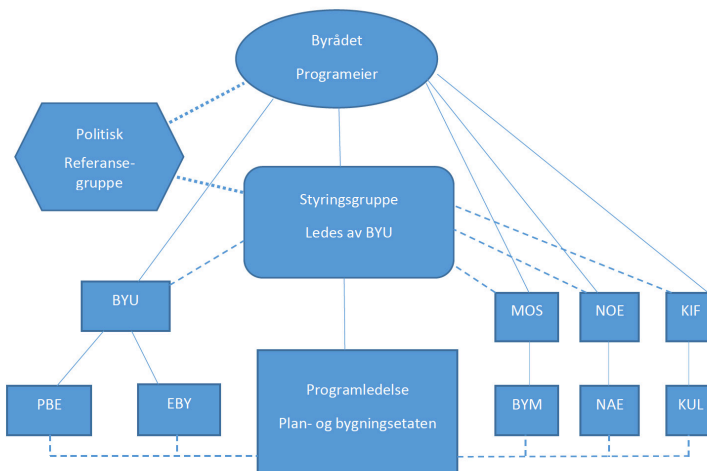 Byrådet
Programeier
Politisk
Referanse-
gruppe
Styringsgruppe
Ledes av BYU
BYU
MOS
NOE
KIF
PBE
EBY
Programledelse
Plan- og bygningsetaten
BYM
NAE
KUL